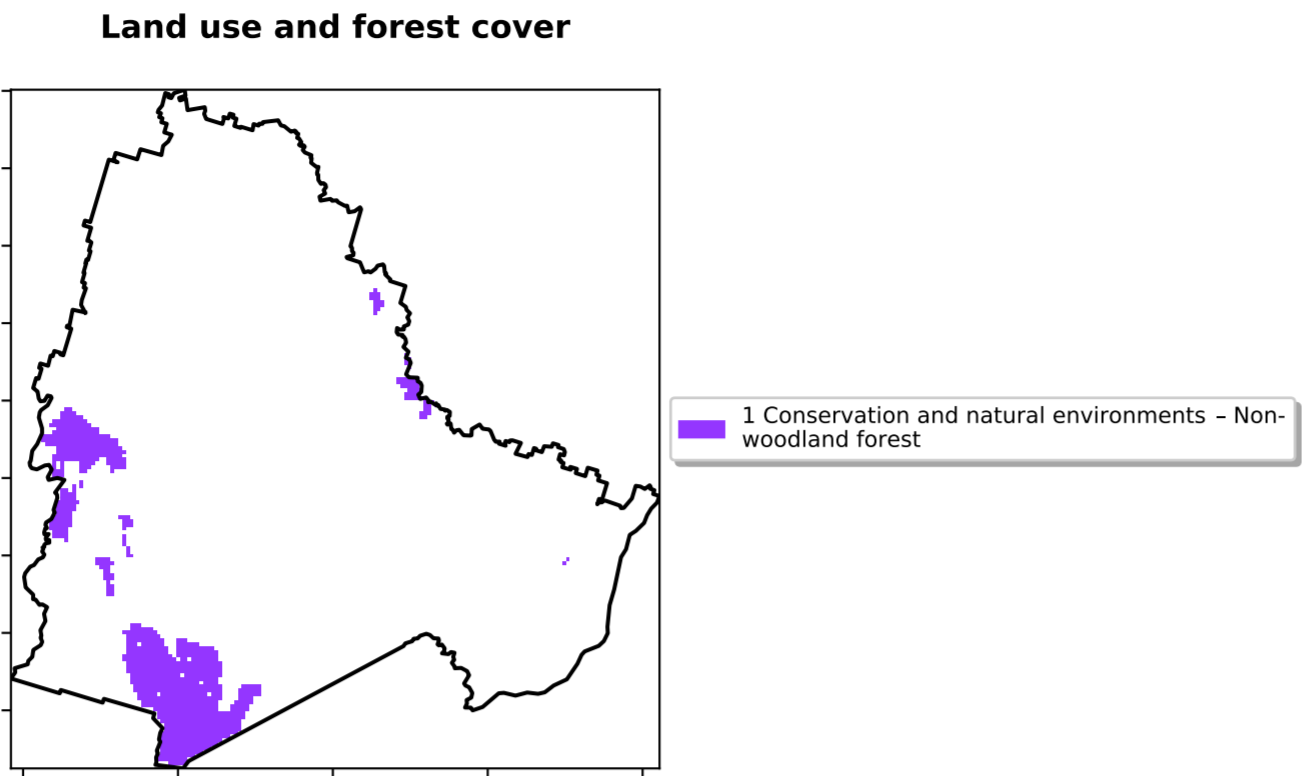 Land use and forest cover
1 Conservation and natural environments – Non-
woodland forest